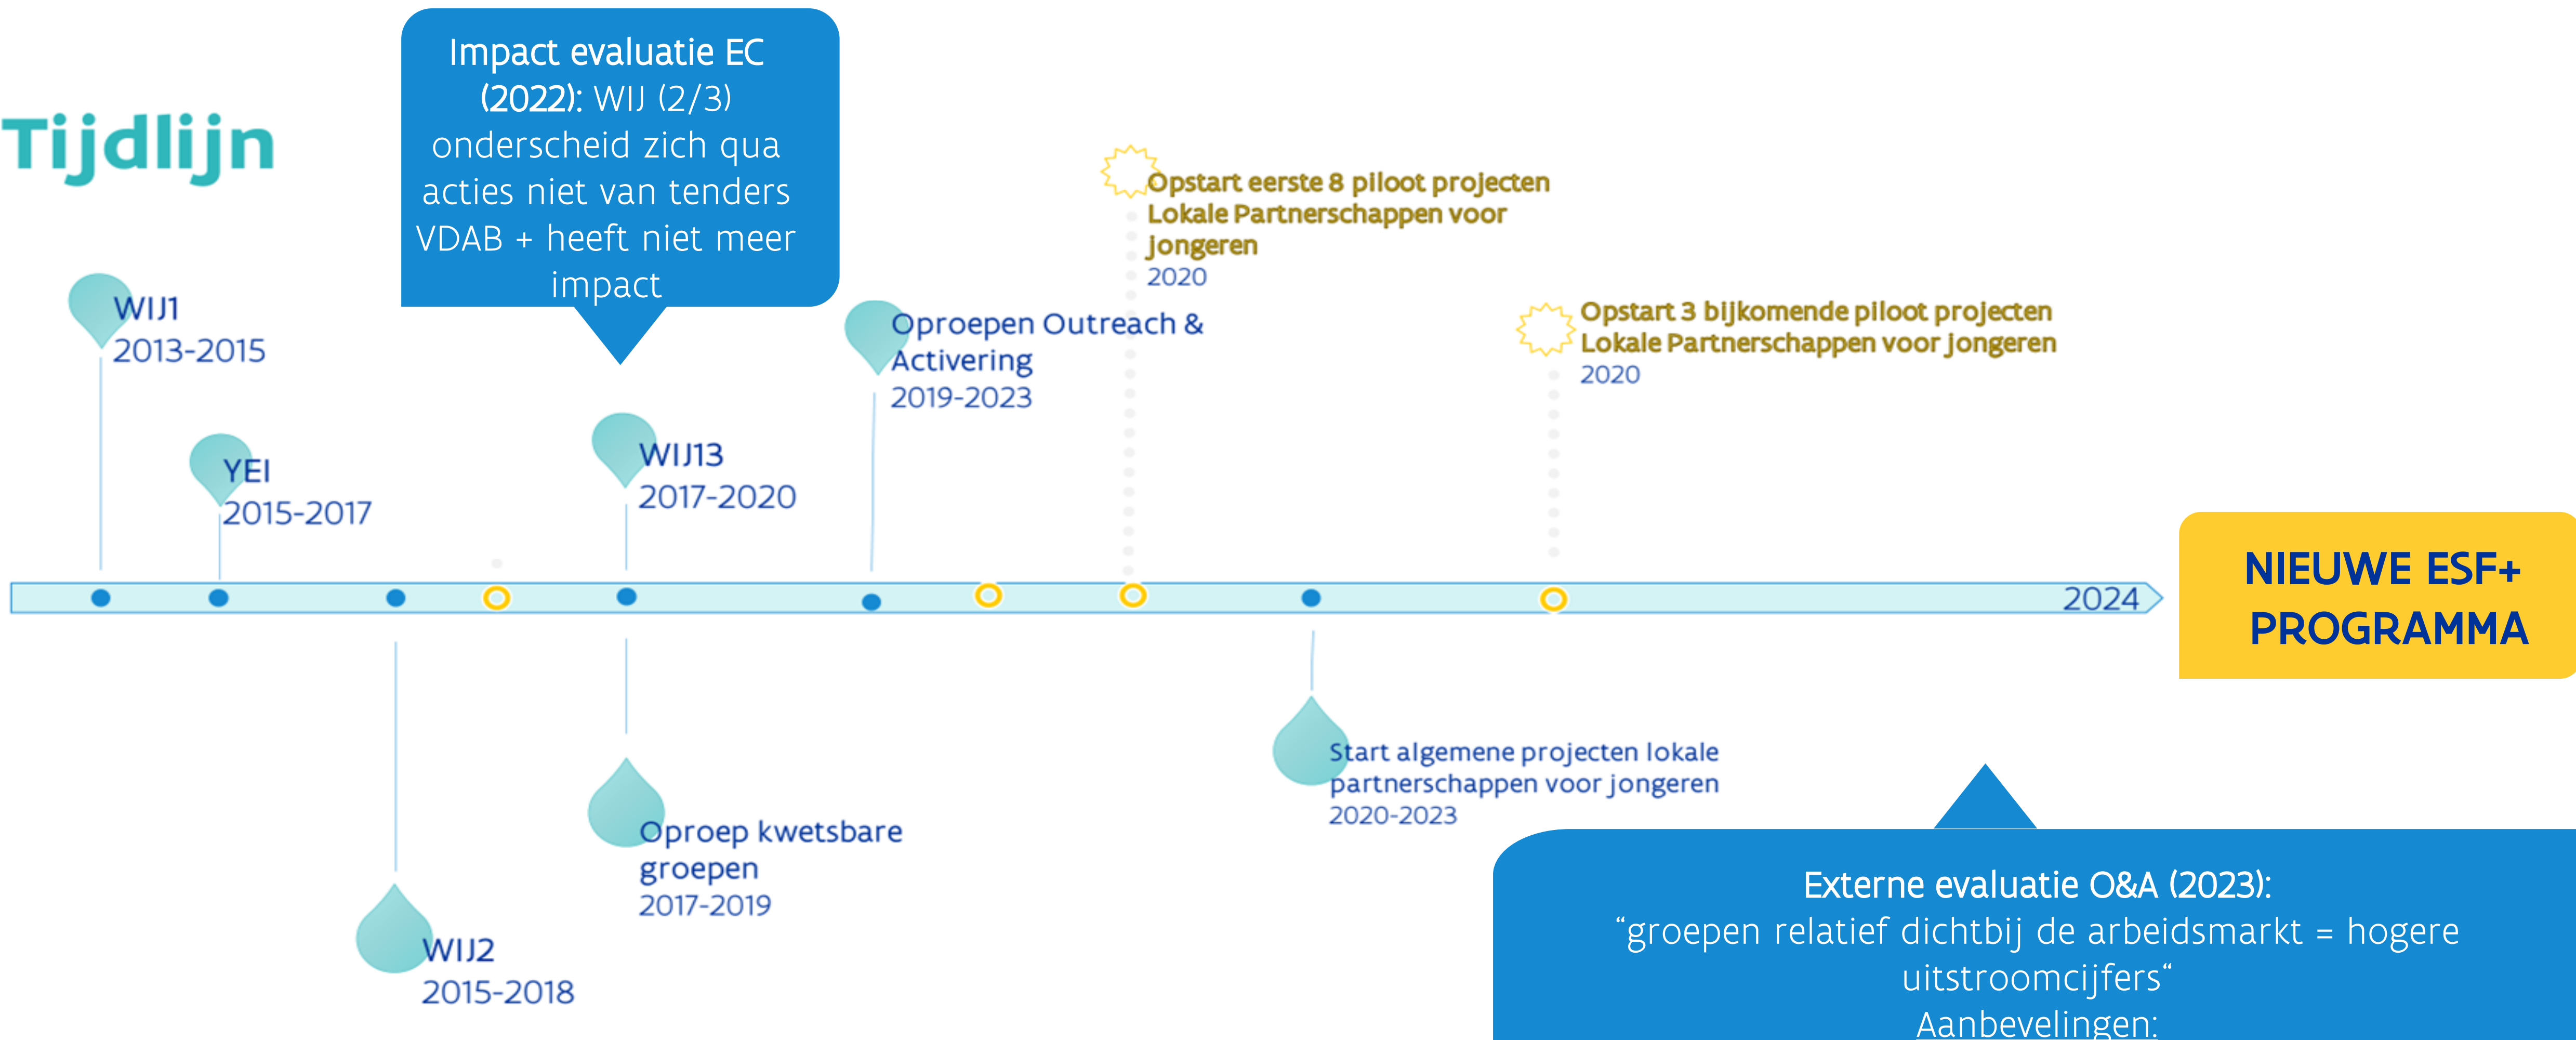 Tijdlijn
Impact evaluatie EC
(2022): WIJ (2/3)
onderscheid zich qua
acties niet van tenders
VDAB + heeft niet meer
impact
WIJ1
2013-2015
YEI
2015-2017
WIJ13
2017-2020
Oproepen Outreach &
Activering
2019-2023
Opstart eerste 8 piloot projecten
Lokale Partnerschappen voor
jongeren
2020
Opstart 3 bijkomende piloot projecten
Lokale Partnerschappen voor jongeren
2020
2024
NIEUWE ESF+
PROGRAMMA
WIJ2
2015-2018
Oproep kwetsbare
groepen
2017-2019
Start algemene projecten lokale
partnerschappen voor jongeren
2020-2023
Externe evaluatie O&A (2023):
“groepen relatief dichtbij de arbeidsmarkt = hogere
uitstroomcijfers“
Aanbevelingen: